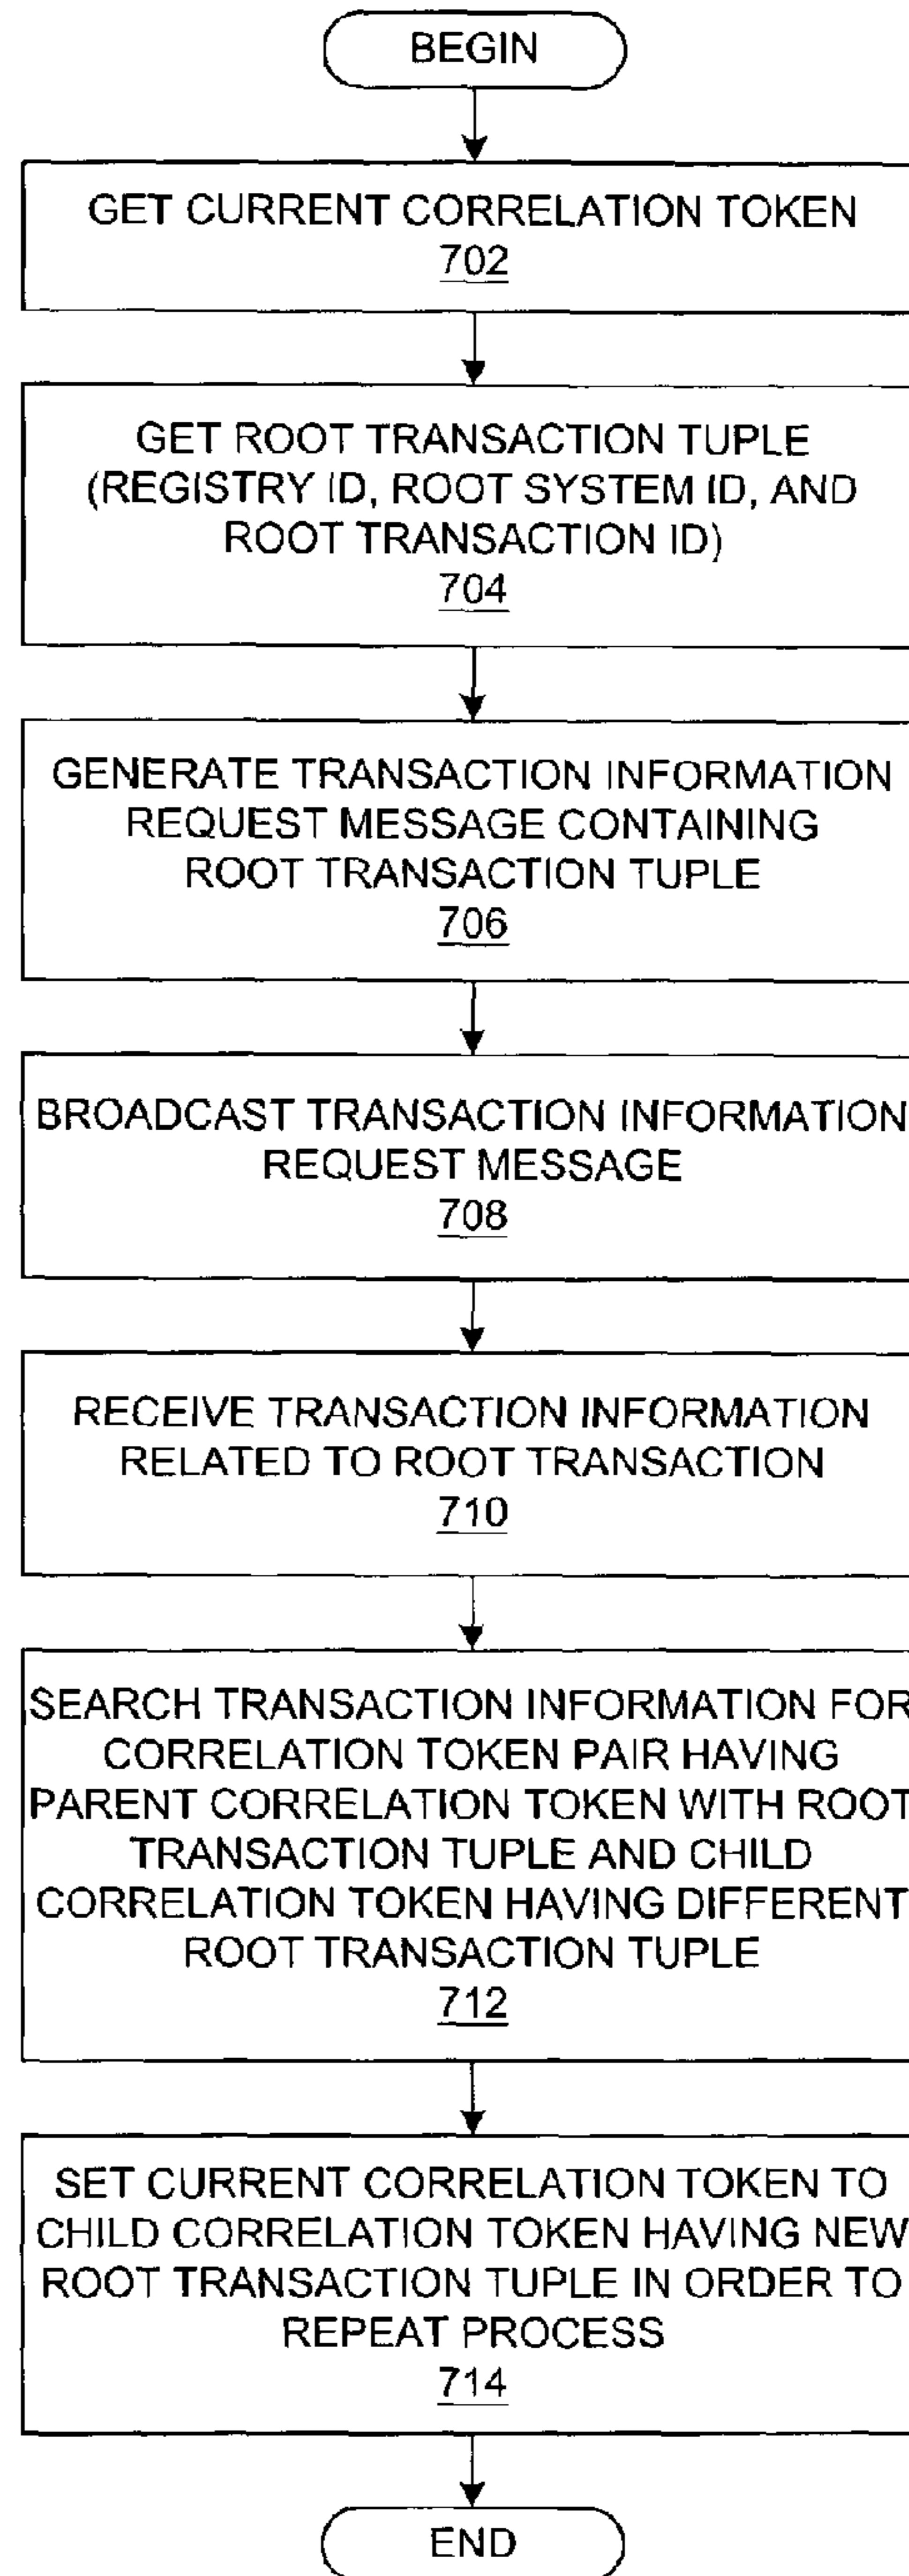 BEGIN
GET CURRENT CORRELATION TOKEN
702
GET ROOT TRANSACTION TUPLE
(REGISTRY ID, ROOT SYSTEM ID, AND
ROOT TRANSACTION ID)
704
GENERATE TRANSACTION INFORMATION
REQUEST MESSAGE CONTAINING
ROOT TRANSACTION TUPLE
706
BROADCAST TRANSACTION INFORMATION
REQUEST MESSAGE
708
RECEIVE TRANSACTION INFORMATION
RELATED TO ROOT TRANSACTION
710
SEARCH TRANSACTION INFORMATION FOR
CORRELATION TOKEN PAIR HAVING
PARENT CORRELATION TOKEN WITH ROOT
TRANSACTION TUPLE AND CHILD
CORRELATION TOKEN HAVING DIFFERENT
ROOT TRANSACTION TUPLE
712
SET CURRENT CORRELATION TOKEN TO
CHILD CORRELATION TOKEN HAVING NEW
ROOT TRANSACTION TUPLE IN ORDER TO
REPEAT PROCESS
714
END